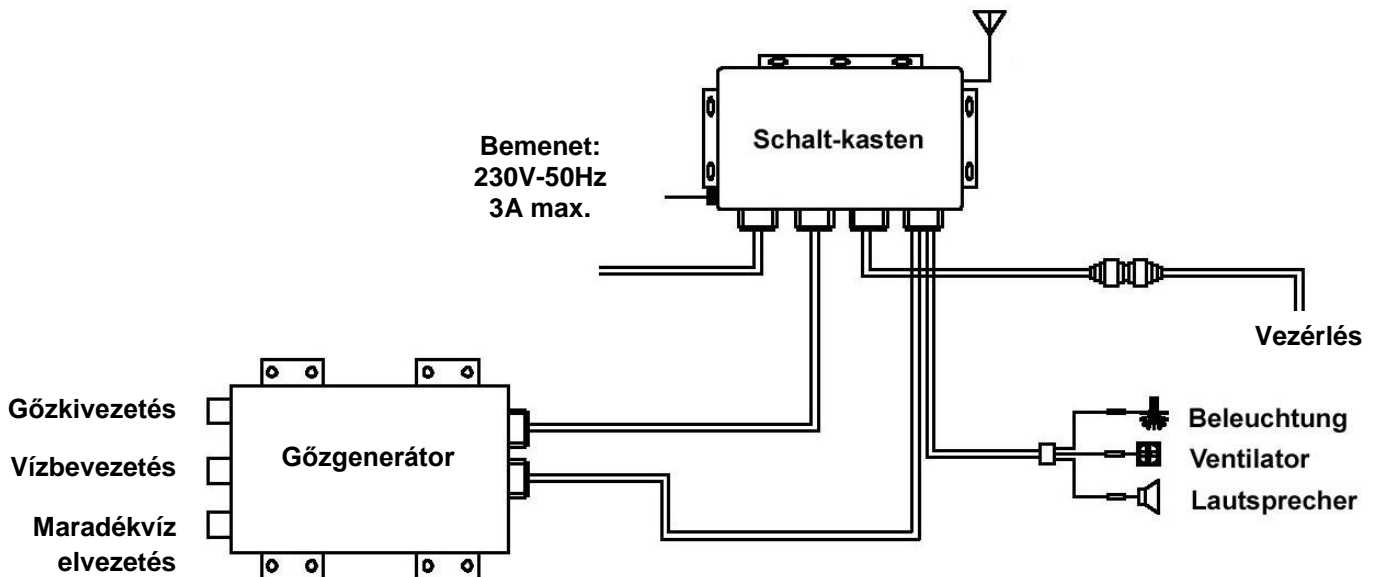 Schalt-kasten
Bemenet:
230V-50Hz
3A max.
Vezérlés
Gőzkivezetés
Vízbevezetés
Maradékvíz
elvezetés
Gőzgenerátor
Beleuchtung
Ventilator
Lautsprecher